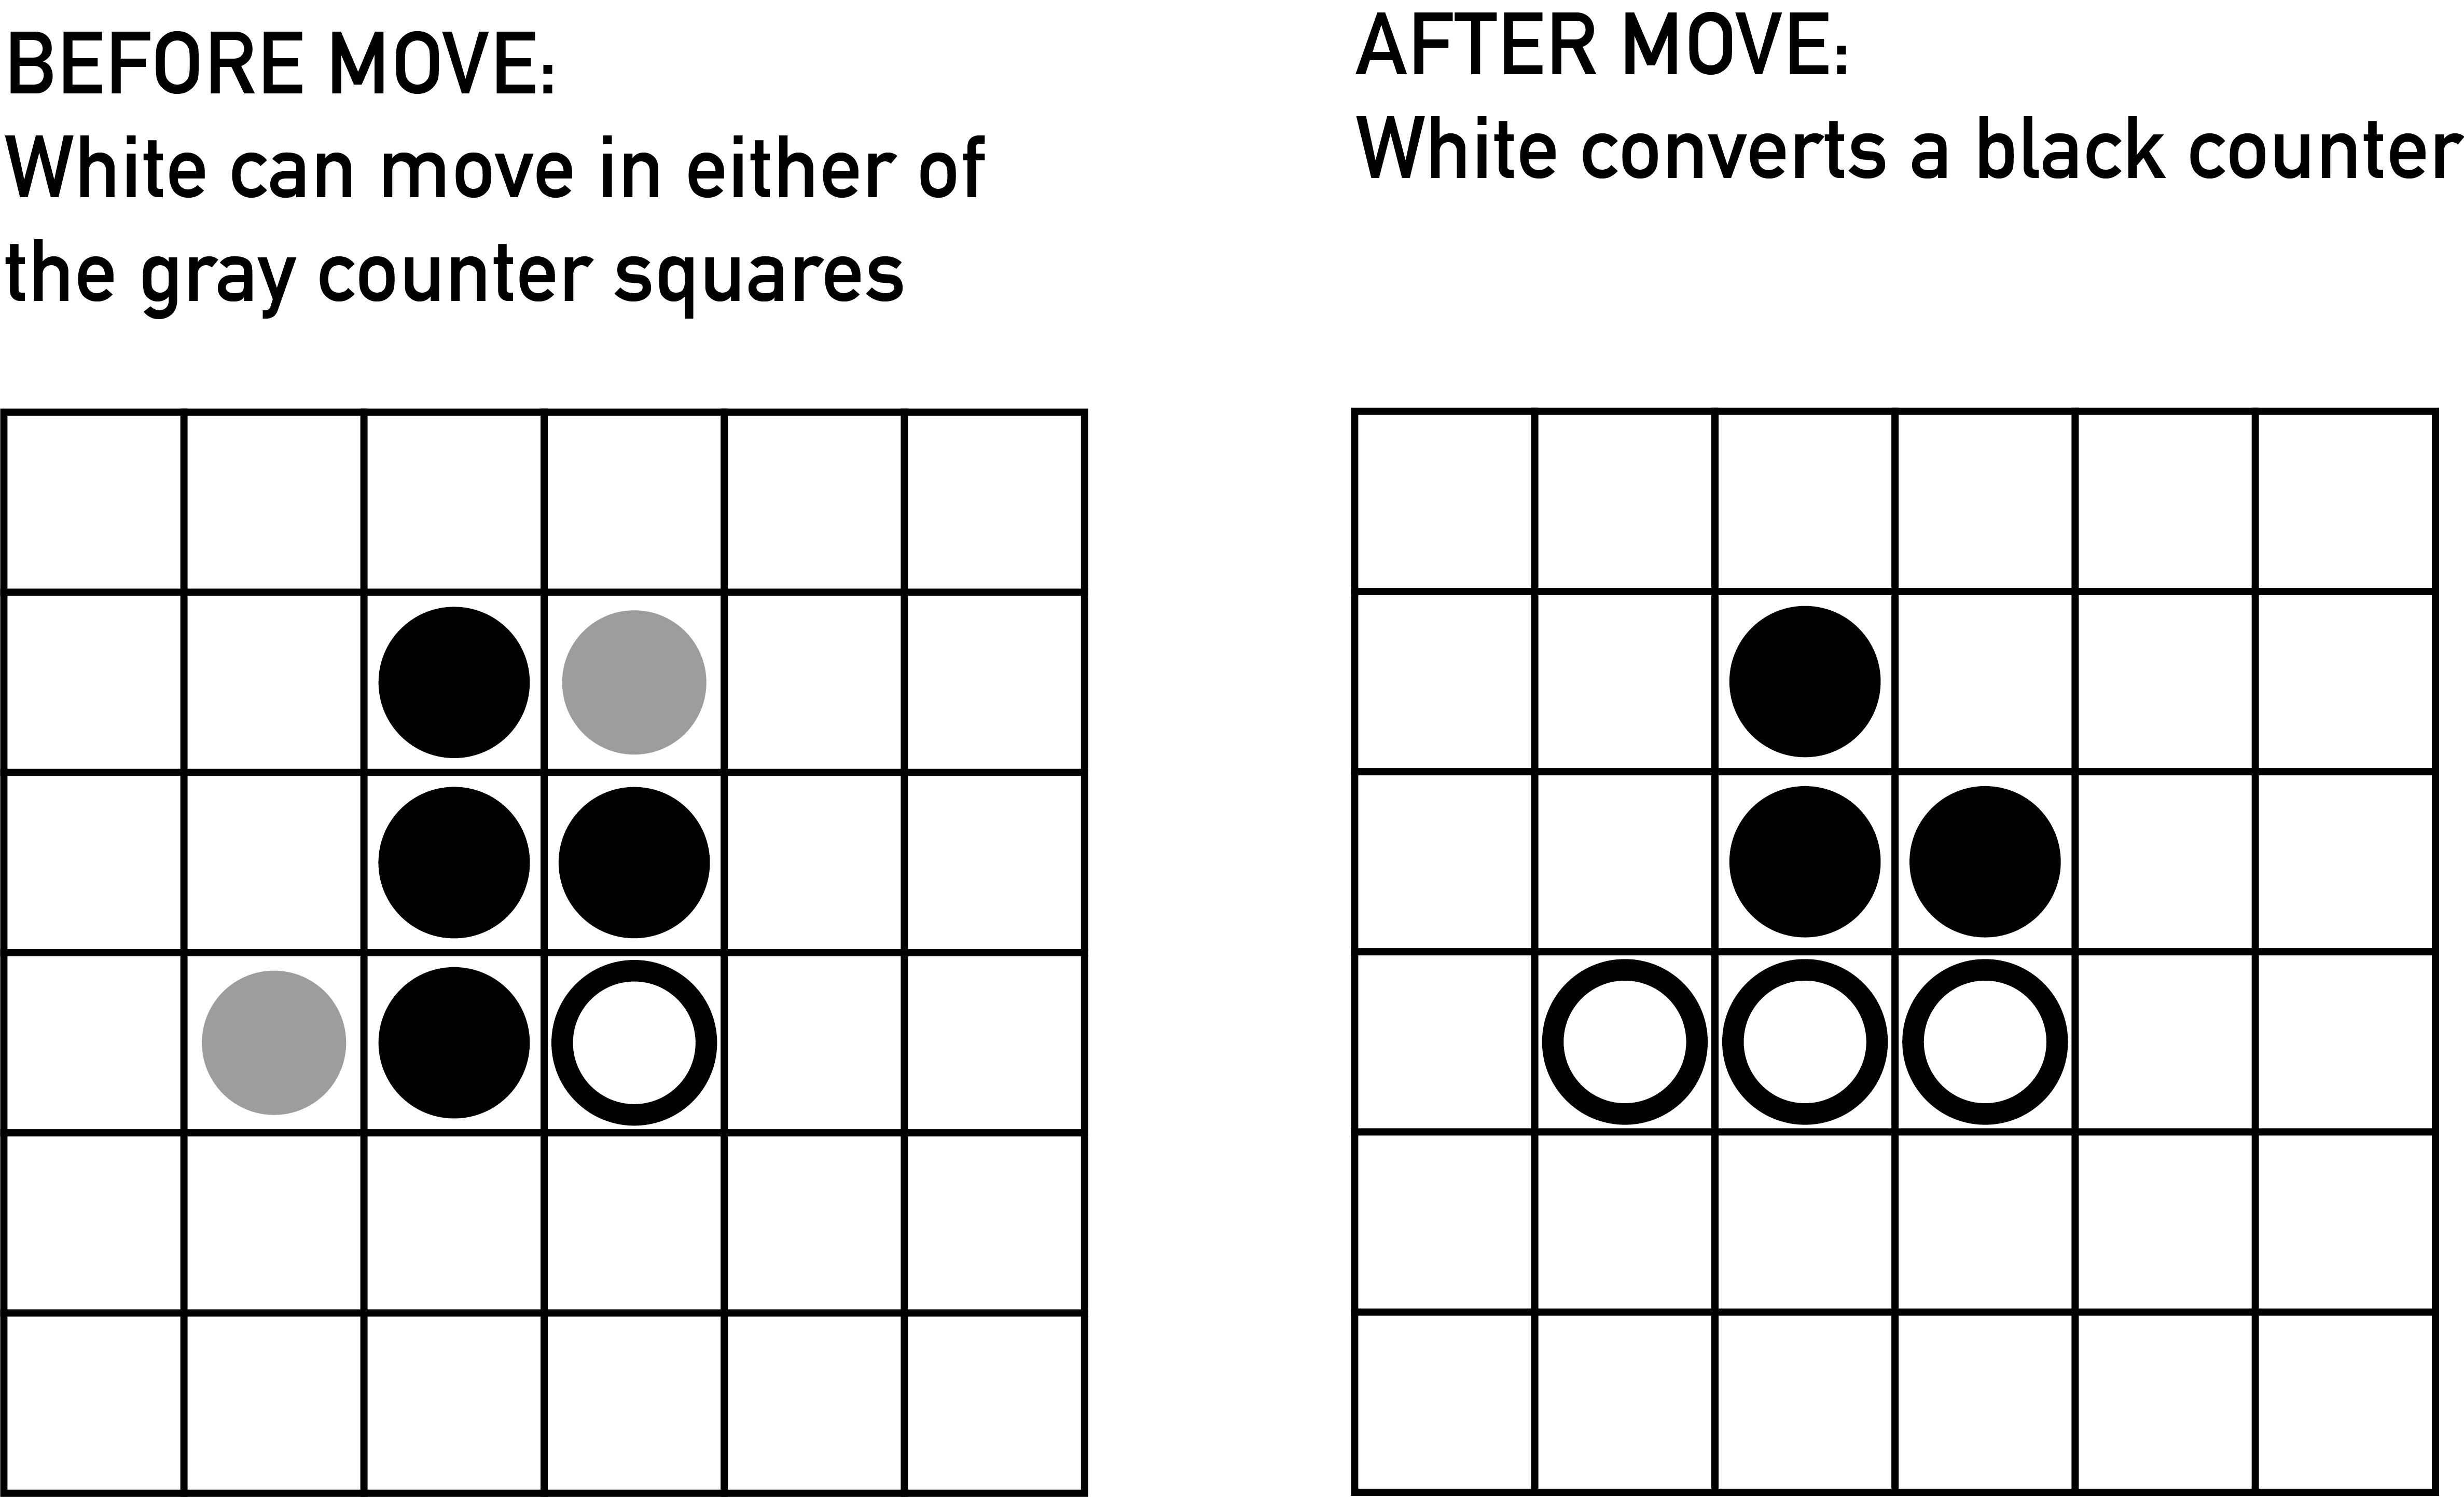 BEFORE MOVE:
White can move in either of
the gray counter squares
AFTER MOVE:
White converts a black counter